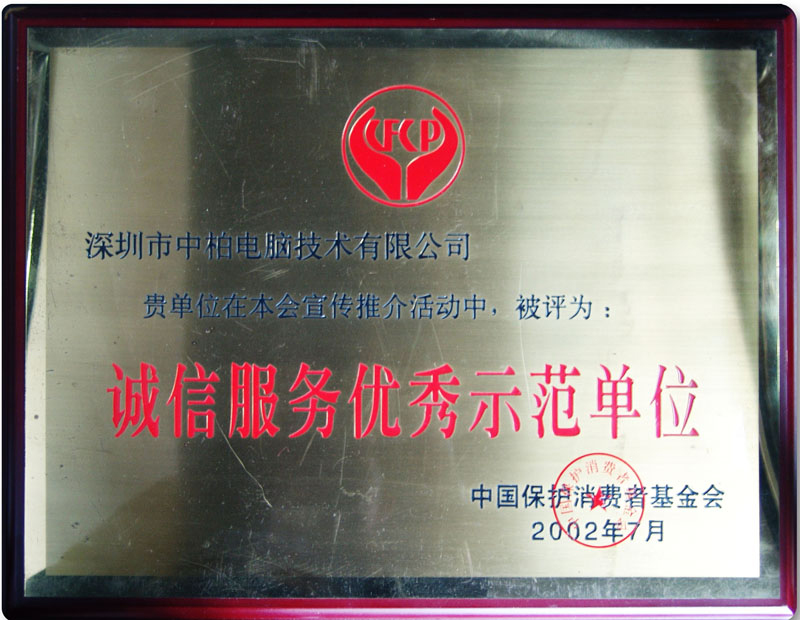 CFCP
深圳市中柏电脑技术有限公司
贵单位在本会宣传推介活动中，被评为：
诚信服务优秀示范单位
中国保护消费者基金会
2002年7月